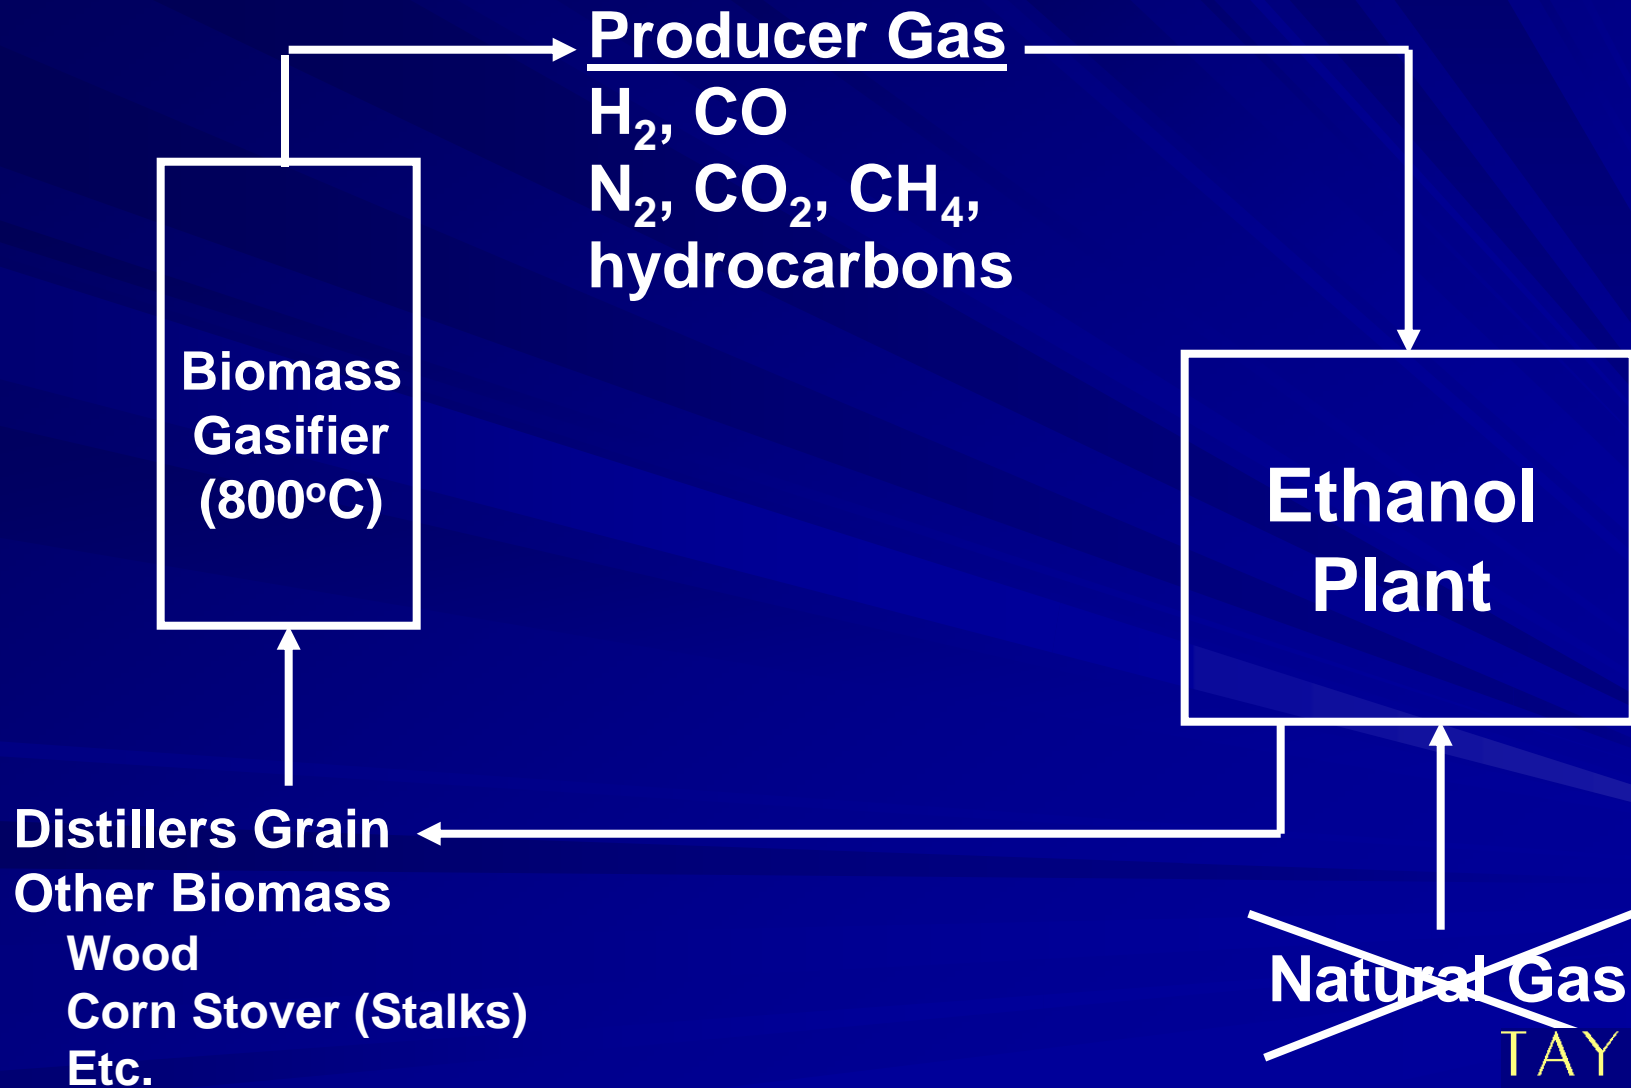 Producer Gas
H₂, CO
N₂, CO₂, CH₄,
hydrocarbons
Biomass
Gasifier
(800°C)
Ethanol
Plant
Distillers Grain
Other Biomass
Wood
Corn Stover (Stalks)
Etc.
Natural Gas
TAY